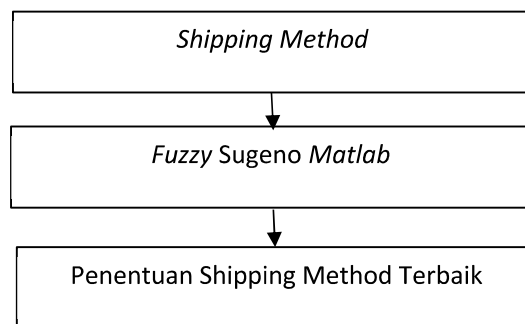 Shipping Method
Fuzzy Sugeno Matlab
Penentuan Shipping Method Terbaik